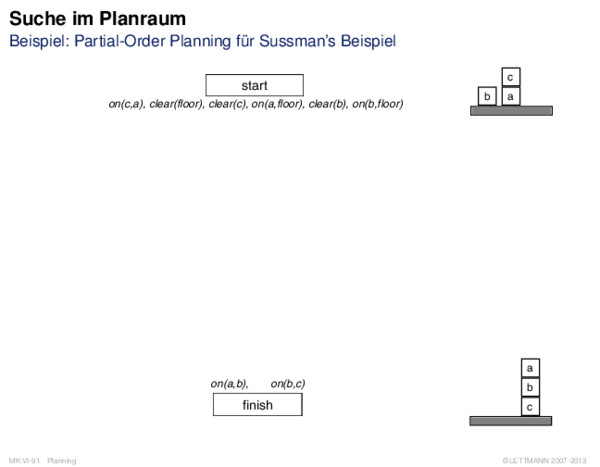 Suche im Planraum
Beispiel: Partial-Order Planning für Sussman's Beispiel
start
on(c,a), clear(floor), clear(c), on(a,floor), clear(b), on(b,floor)
c
b a
on(a,b), on(b,c)
finish
a
b
c
MK:VI-91 Planning
©LETTMANN 2007-2013